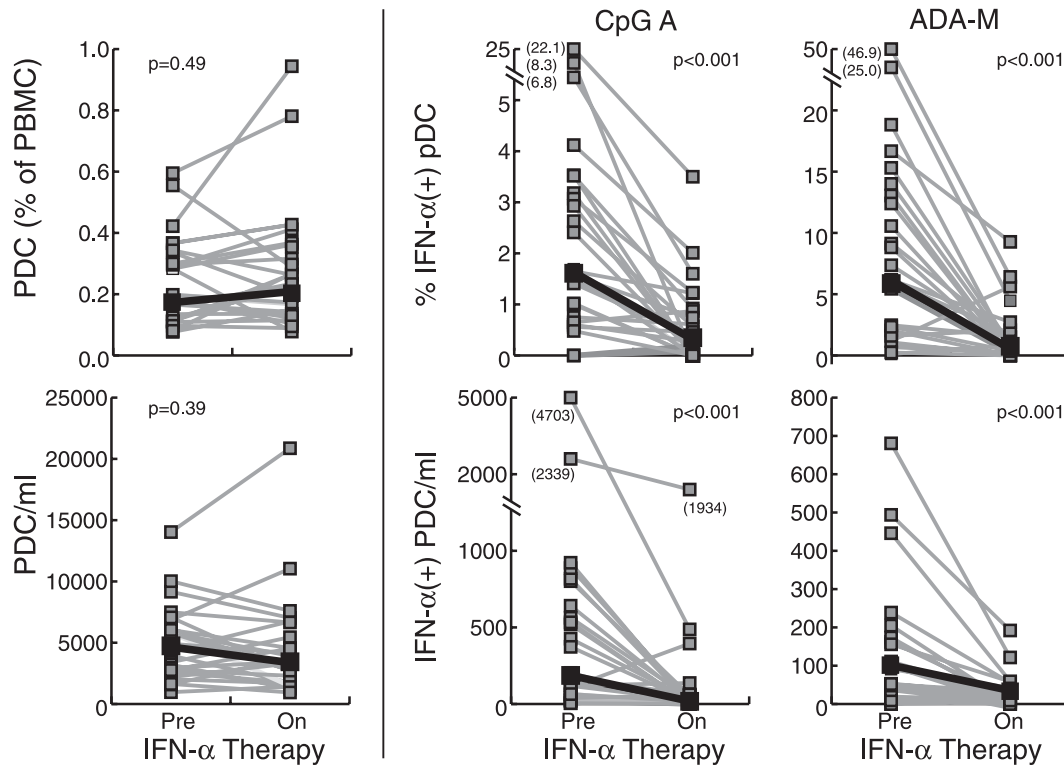 CpG A
ADA-M
PDC (% of PBMC)
1.0
0.8
0.6
0.4
0.2
0.0
p=0.49
% IFN-α(+) pDC
25
5
4
3
2
1
0
(22.1)
(8.3)
(6.8)
p<0.001
50
20
15
10
5
0
(46.9)
(25.0)
p<0.001
PDC/ml
25000
20000
15000
10000
5000
0
p=0.39
Pre
On
IFN-α Therapy
IFN-α(+) PDC/ml
5000
2000
1000
500
0
(4703)
(2339)
(1934)
p<0.001
Pre
On
IFN-α Therapy
800
700
600
500
400
300
200
100
0
p<0.001
Pre
On
IFN-α Therapy